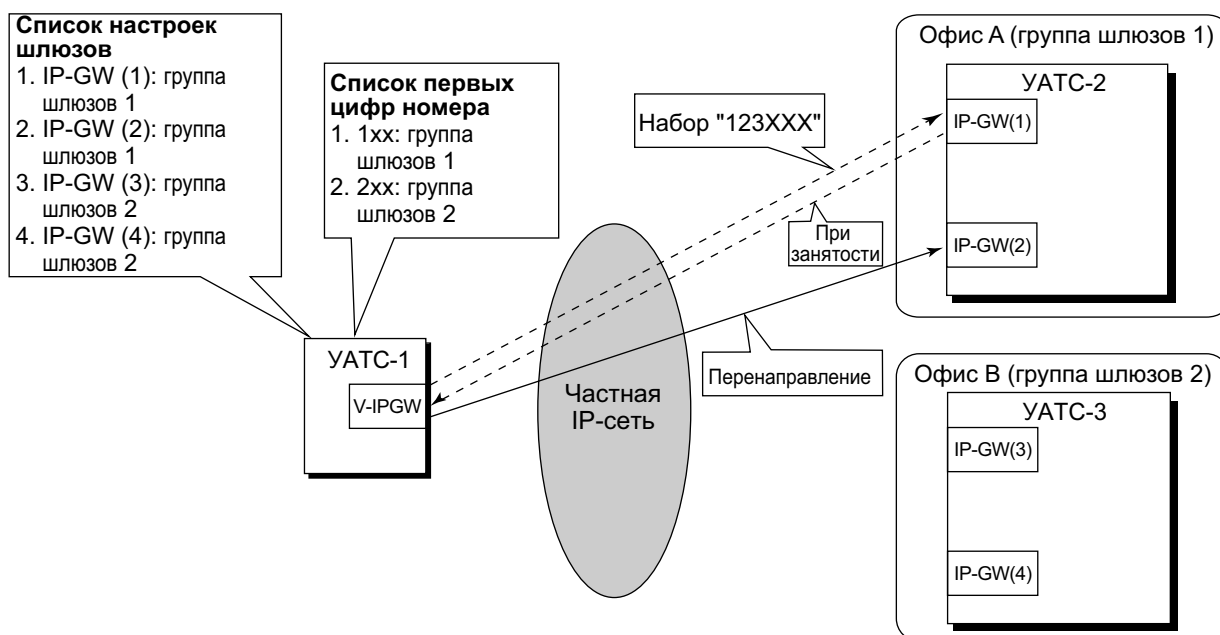 Список настроек
шлюзов
1. IP-GW (1): группа
шлюзов 1
2. IP-GW (2): группа
шлюзов 1
3. IP-GW (3): группа
шлюзов 2
4. IP-GW (4): группа
шлюзов 2
Список первых
цифр номера
1. 1xx: группа
шлюзов 1
2. 2xx: группа
шлюзов 2
Набор "123XXX"
При
занятости
Перенаправление
УАТС-1
V-IPGW
Частная
IP-сеть
Офис A (группа шлюзов 1)
УАТС-2
IP-GW(1)
IP-GW(2)
Офис B (группа шлюзов 2)
УАТС-3
IP-GW(3)
IP-GW(4)